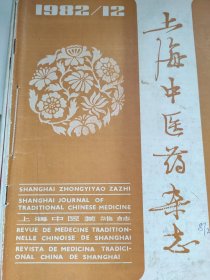 1982/12
上海中医药杂志
SHANGHAI ZHONGYIYAO ZAZHI
SHANGHAI JOURNAL OF
TRADITIONAL CHINESE MEDICINE
上海中医药雑誌
REVUE DE MEDECINE TRADITION-
NELLE CHINOISE DE SHANGHAI
REVISTA DE MEDICINA TRADICI-
ONAL CHINA DE SHANGHAI